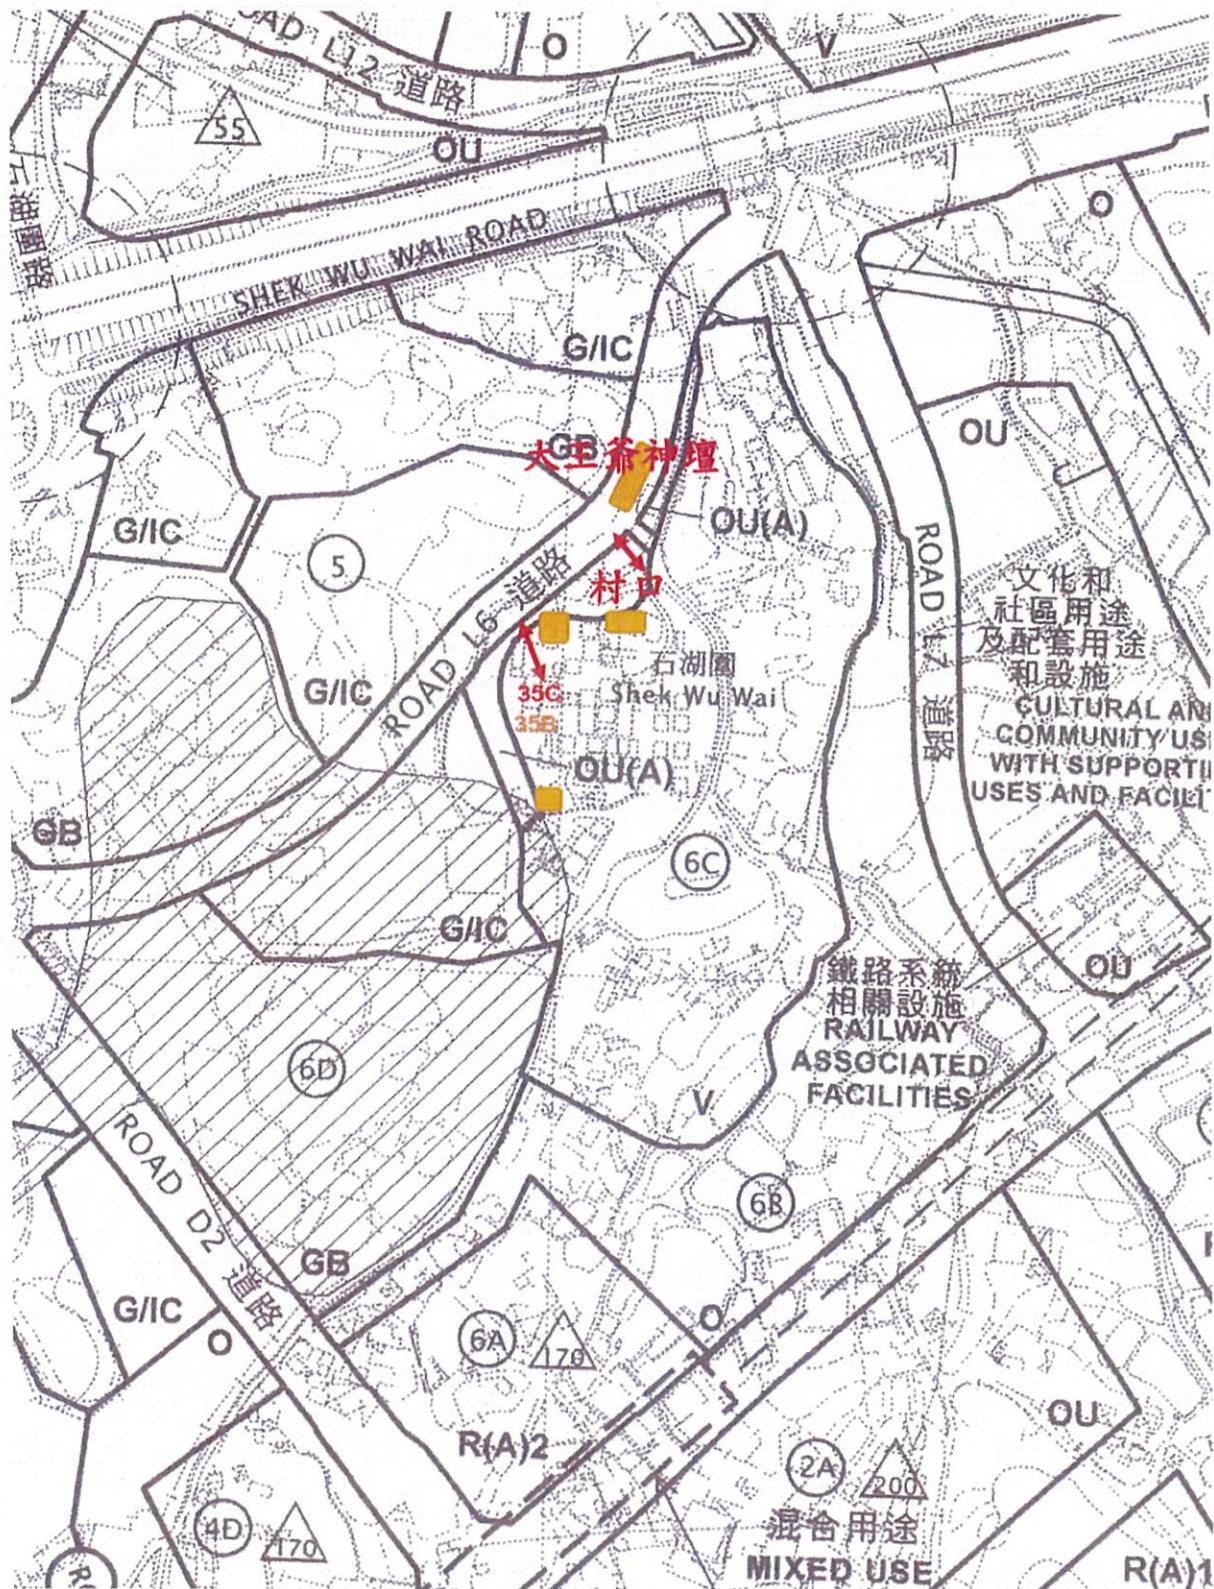 ROAD L12 道路
O
V
55
OU
O
SHEK WU WAI ROAD
G/IC
GB
大王爺神壇
OU
G/IC
5
OU(A)
ROAD L6 道路
村口
ROAD L7 道路
文化和
社區用途
及配套用途
和設施
CULTURAL AN
COMMUNITY US
WITH SUPPORTI
USES AND FACILIT
石湖圍
Shek Wu Wai
G/IC
35C
35B
OU(A)
GB
6C
G/IC
OU
鐵路系統
相關設施
RAILWAY
ASSOCIATED
FACILITIES
6D
V
ROAD D2 道路
6B
GB
G/IC
O
6A
170
O
R(A)2
OU
2A
200
混合用途
MIXED USE
4D
170
R(A)1